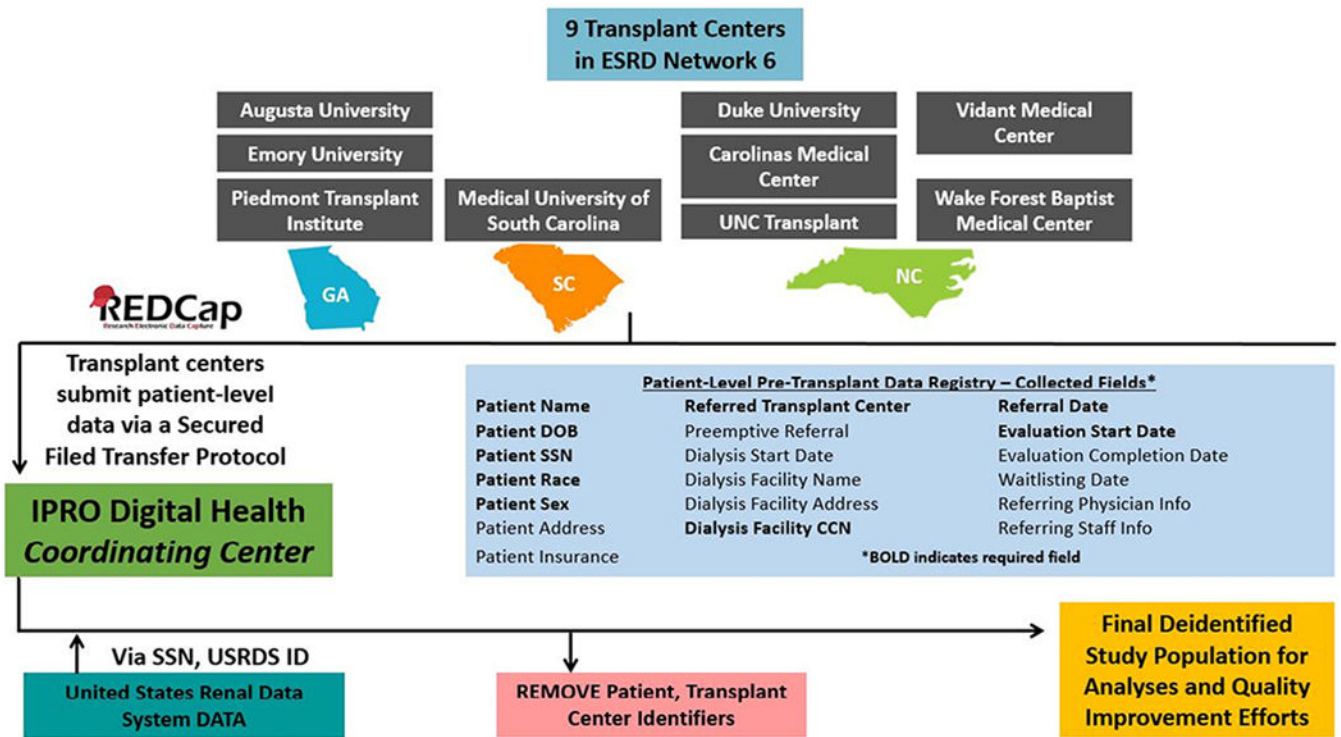 9 Transplant Centers
in ESRD Network 6
Augusta University
Emory University
Piedmont Transplant
Institute
Medical University of
South Carolina
Duke University
Carolinas Medical
Center
UNC Transplant
Vidant Medical
Center
Wake Forest Baptist
Medical Center
GA
SC
NC
REDCap
Research Electronic Data Capture
Transplant centers
submit patient-level
data via a Secured
Filed Transfer Protocol
IPRO Digital Health
Coordinating Center
Patient-Level Pre-Transplant Data Registry – Collected Fields*
Patient Name Referred Transplant Center Referral Date
Patient DOB Preemptive Referral Evaluation Start Date
Patient SSN Dialysis Start Date Evaluation Completion Date
Patient Race Dialysis Facility Name Waitlisting Date
Patient Sex Dialysis Facility Address Referring Physician Info
Patient Address Dialysis Facility CCN Referring Staff Info
Patient Insurance *BOLD indicates required field
Via SSN, USRDS ID
United States Renal Data
System DATA
REMOVE Patient, Transplant
Center Identifiers
Final Deidentified
Study Population for
Analyses and Quality
Improvement Efforts